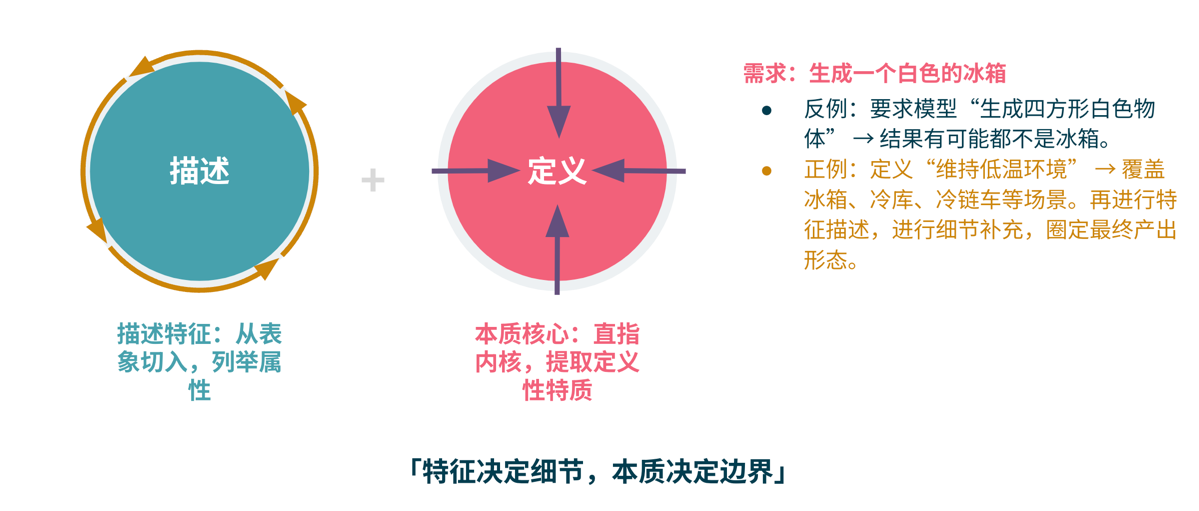 描述
+
定义
需求：生成一个白色的冰箱
● 反例：要求模型“生成四方形白色物
体” → 结果有可能都不是冰箱。
● 正例：定义“维持低温环境” → 覆盖
冰箱、冷库、冷链车等场景。再进行特
征描述，进行细节补充，圈定最终产出
形态。
描述特征：从表
象切入，列举属
性
本质核心：直指
内核，提取定义
性特质
「特征决定细节，本质决定边界」